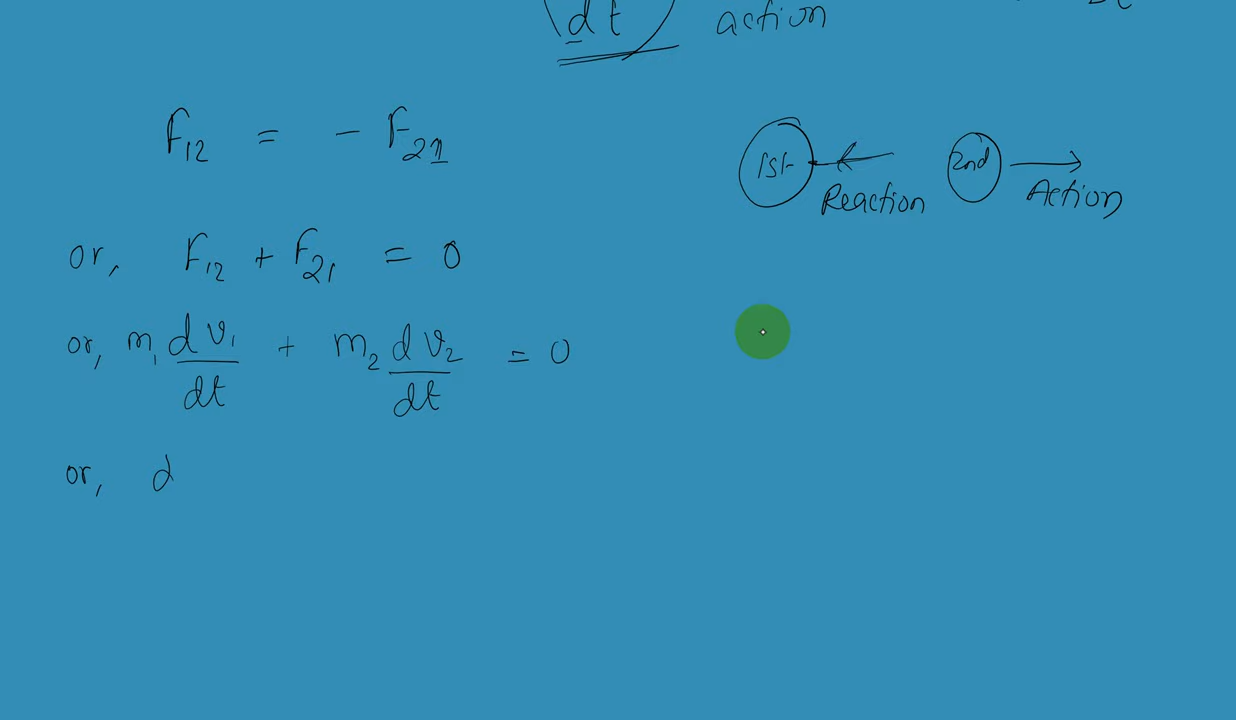 dt action
F12 = - F21
1st Reaction 2nd Action
or, F12 + F21 = 0
or, m1 dv1/dt + m2 dv2/dt = 0
or, d